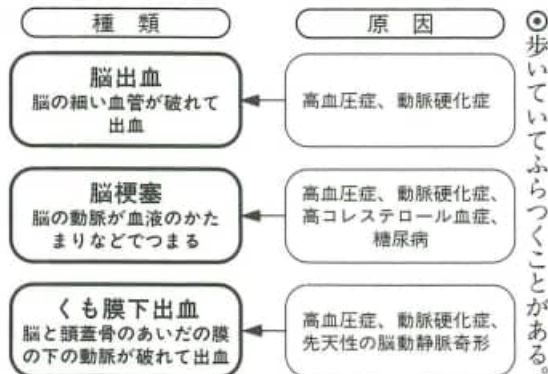 ◉歩いていてふらつくことがある。
種類
原因
脳出血
脳の細い血管が破れて
出血
高血圧症、動脈硬化症
脳梗塞
脳の動脈が血液のかた
まりなどでつまる
高血圧症、動脈硬化症、
高コレステロール血症、
糖尿病
くも膜下出血
脳と頭蓋骨のあいだの膜
の下の動脈が破れて出血
高血圧症、動脈硬化症、
先天性の脳動静脈奇形